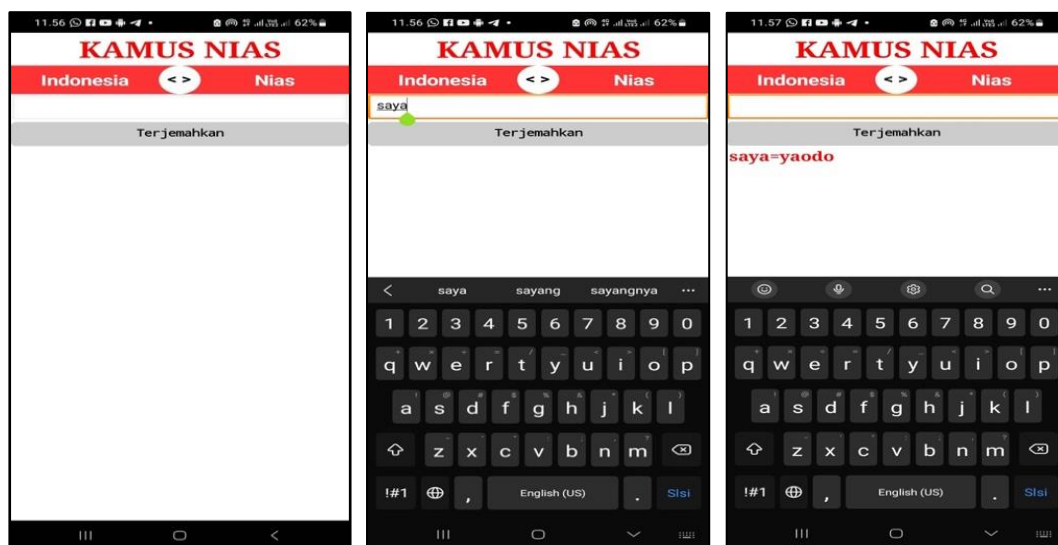 11.56
62%
KAMUS NIAS
Indonesia < > Nias
Terjemahkan
11.56
62%
KAMUS NIAS
Indonesia < > Nias
saya
Terjemahkan
saya sayang sayangnya
1 2 3 4 5 6 7 8 9 0
q w e r t y u i o p
a s d f g h j k l
z x c v b n m
!#1 , English (US) . Slsi
11.57
62%
KAMUS NIAS
Indonesia < > Nias
Terjemahkan
saya=yaodo
1 2 3 4 5 6 7 8 9 0
q w e r t y u i o p
a s d f g h j k l
z x c v b n m
!#1 , English (US) . Slsi